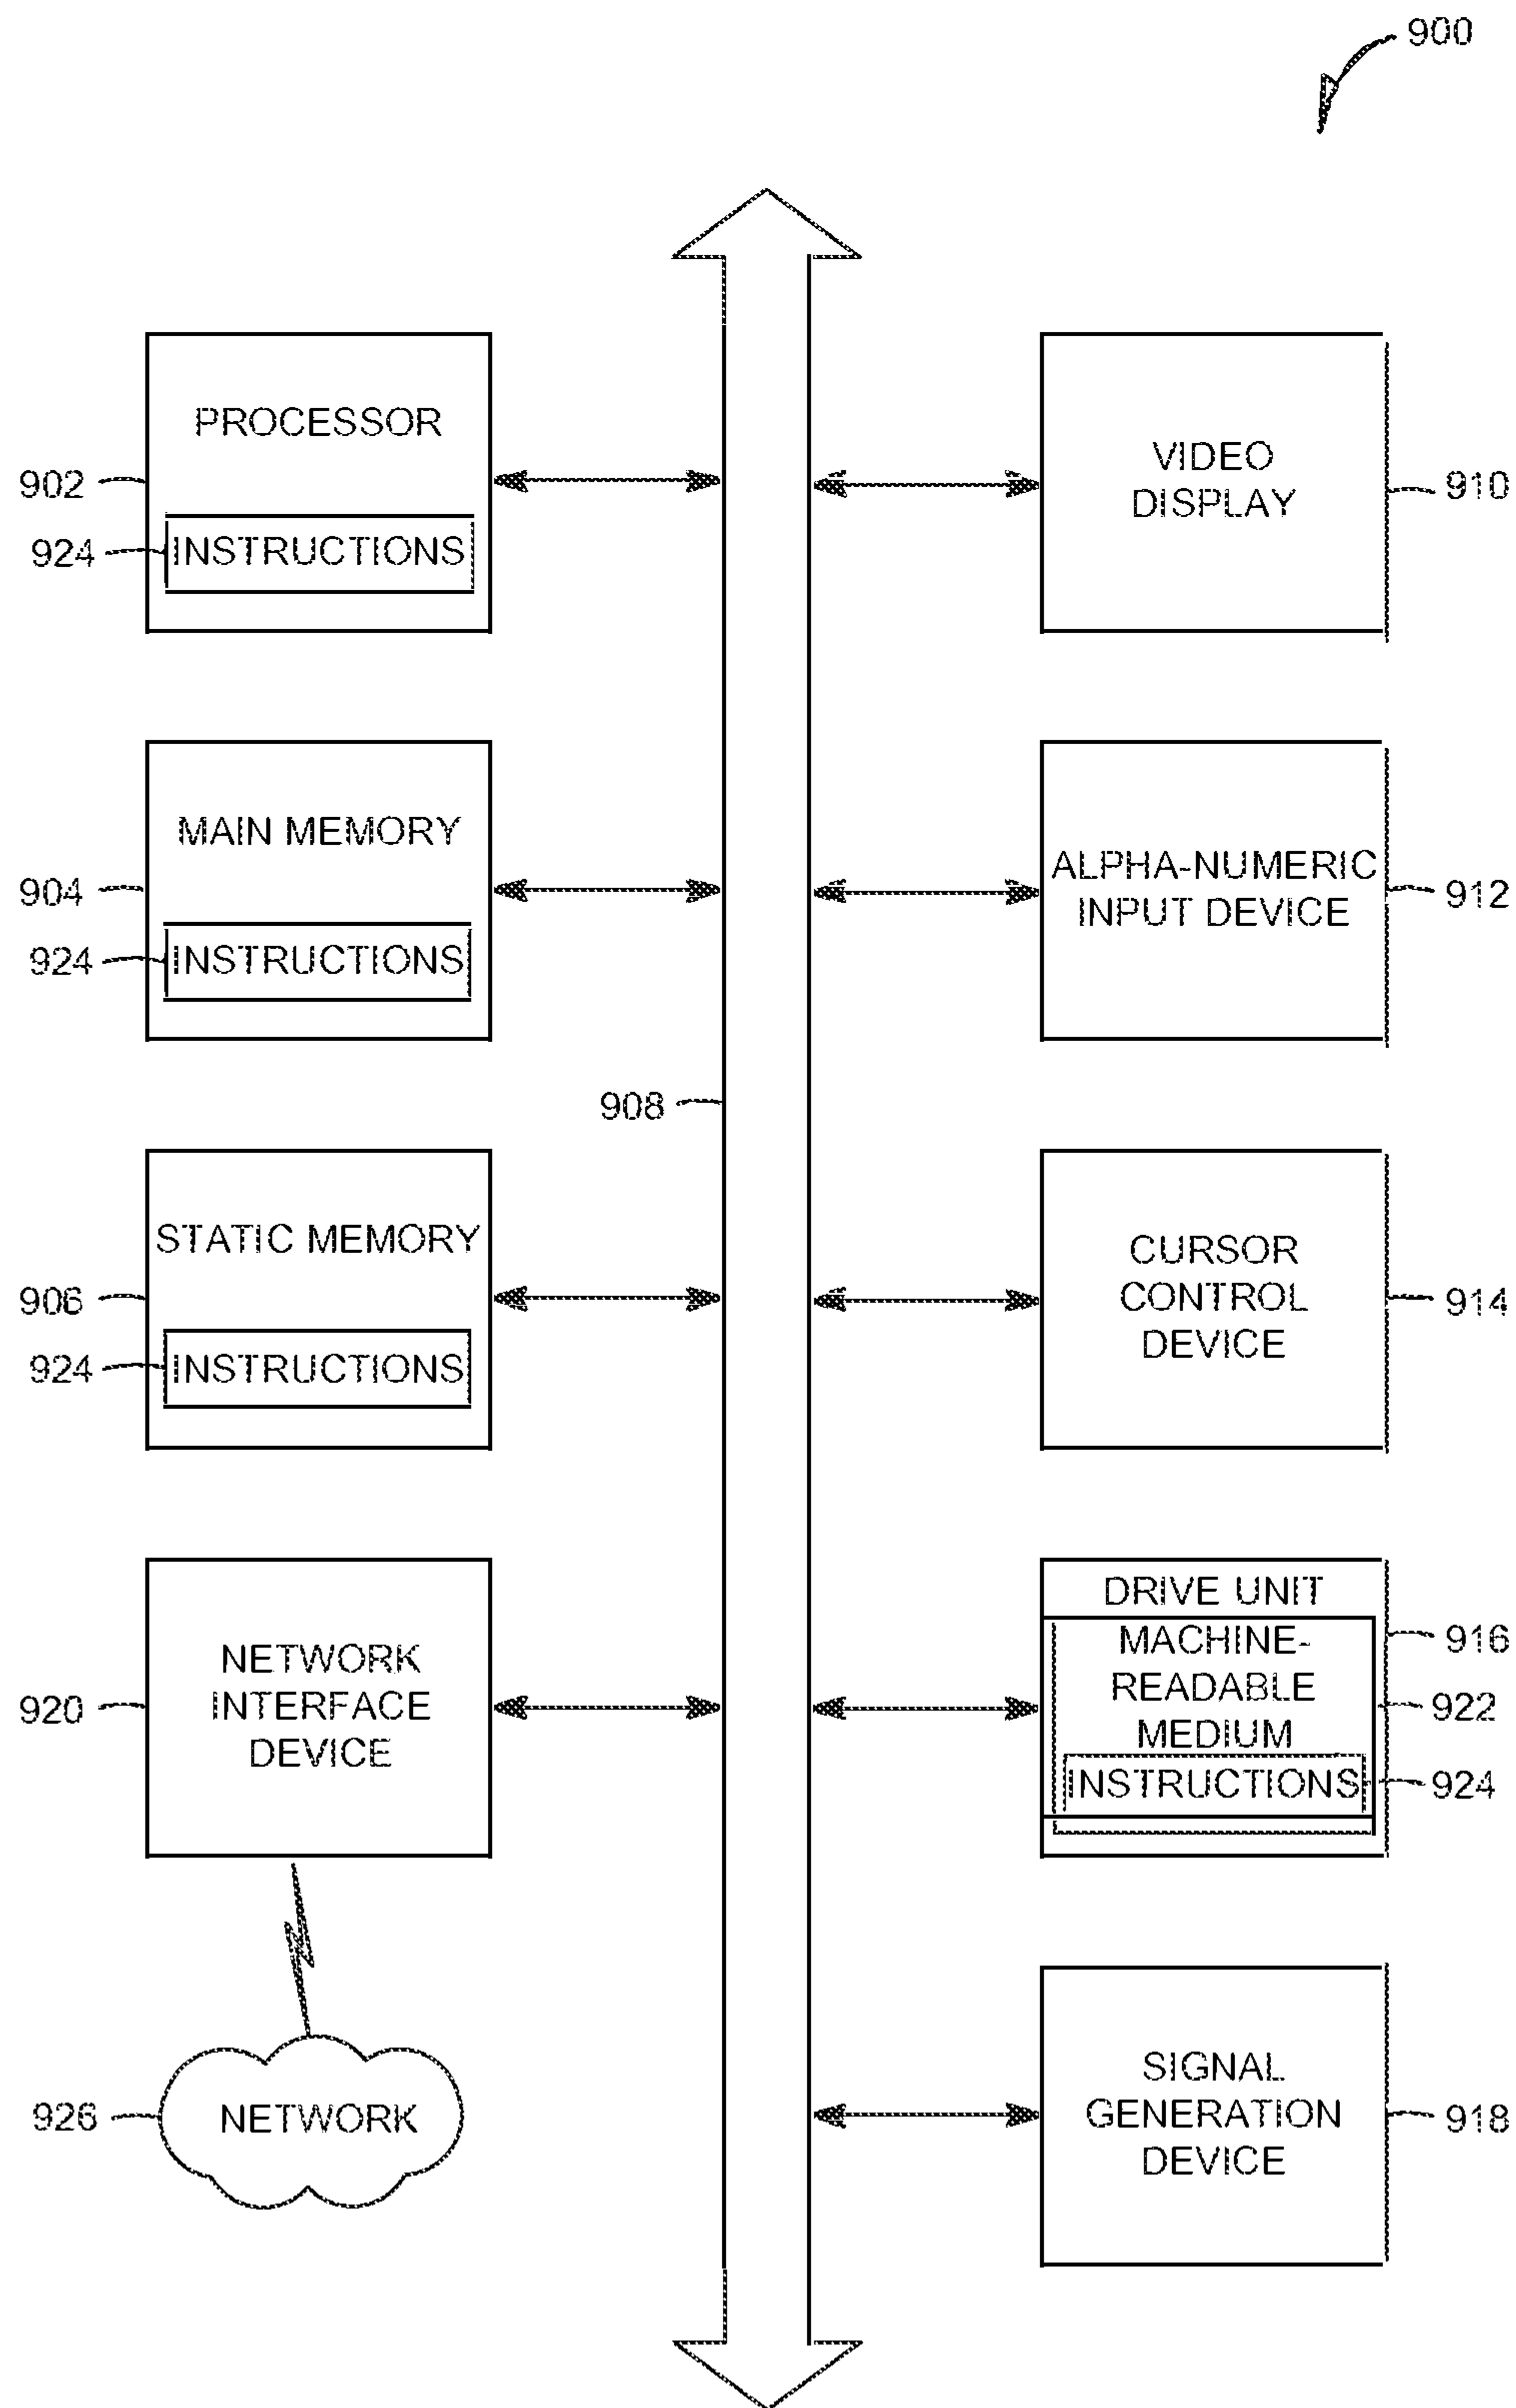 900
PROCESSOR
902
924
INSTRUCTIONS
VIDEO
DISPLAY
910
MAIN MEMORY
904
924
INSTRUCTIONS
ALPHA-NUMERIC
INPUT DEVICE
912
908
STATIC MEMORY
906
924
INSTRUCTIONS
CURSOR
CONTROL
DEVICE
914
NETWORK
INTERFACE
DEVICE
920
DRIVE UNIT
916
MACHINE-
READABLE
MEDIUM
922
INSTRUCTIONS
924
NETWORK
926
SIGNAL
GENERATION
DEVICE
918